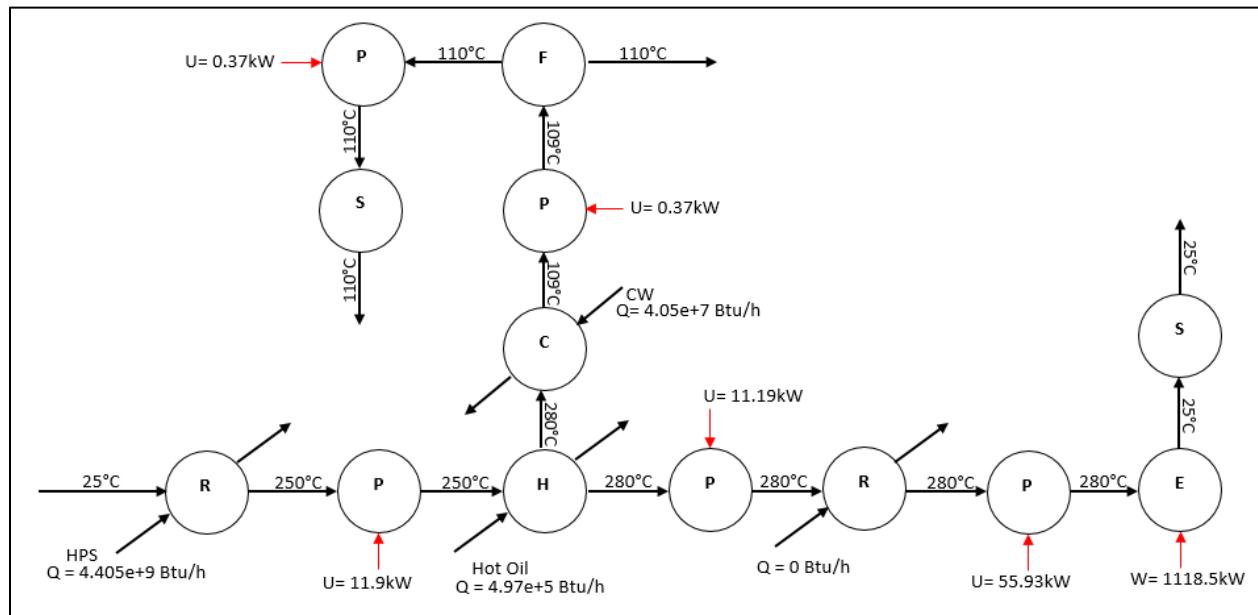 U= 0.37kW
P
110°C
F
110°C
110°C
109°C
S
P
U= 0.37kW
110°C
109°C
CW
Q= 4.05e+7 Btu/h
C
25°C
S
280°C
U= 11.19kW
25°C
25°C
R
250°C
P
250°C
H
280°C
P
280°C
R
280°C
P
280°C
E
HPS
Q = 4.405e+9 Btu/h
U= 11.9kW
Hot Oil
Q = 4.97e+5 Btu/h
Q = 0 Btu/h
U= 55.93kW
W= 1118.5kW